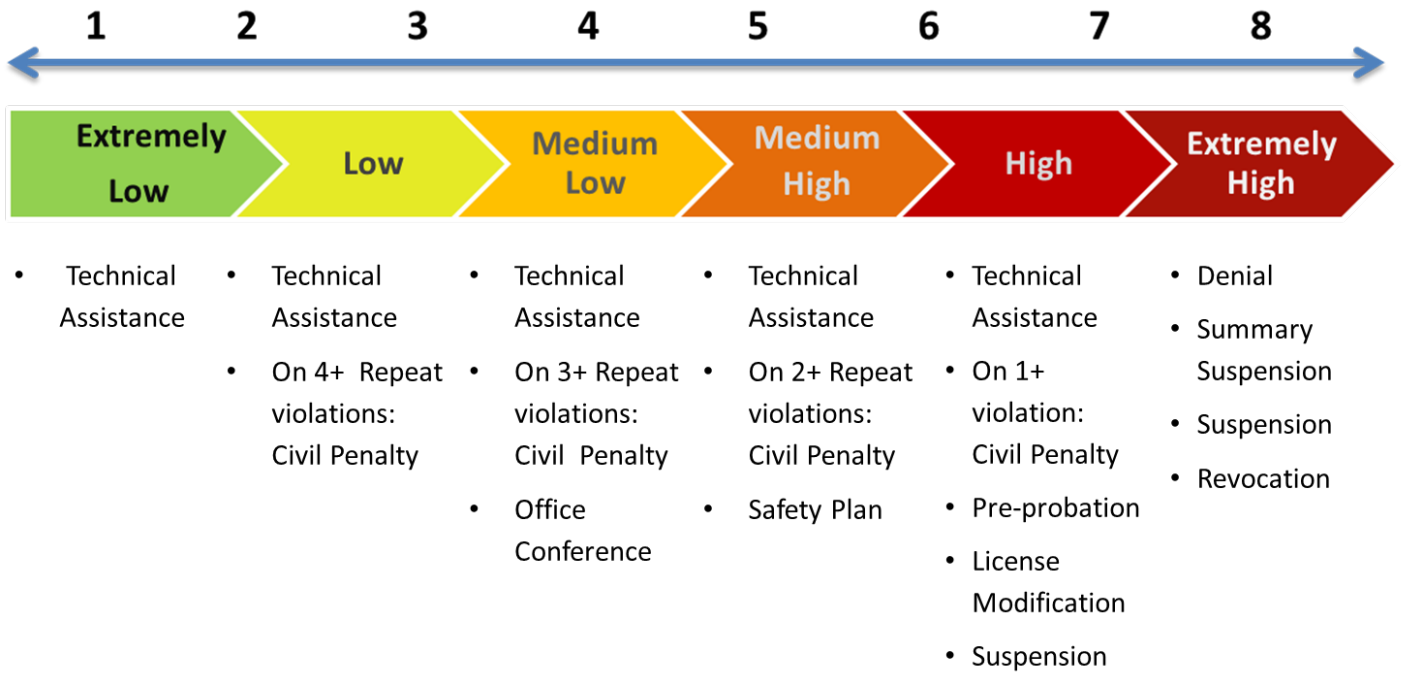 1 2 3 4 5 6 7 8
Extremely
Low
Low
Medium
Low
Medium
High
High
Extremely
High
• Technical
Assistance
• Technical
Assistance
• On 4+ Repeat
violations:
Civil Penalty
• Technical
Assistance
• On 3+ Repeat
violations:
Civil Penalty
• Office
Conference
• Technical
Assistance
• On 2+ Repeat
violations:
Civil Penalty
• Safety Plan
• Technical
Assistance
• On 1+
violation:
Civil Penalty
• Pre-probation
• License
Modification
• Suspension
• Denial
• Summary
Suspension
• Suspension
• Revocation